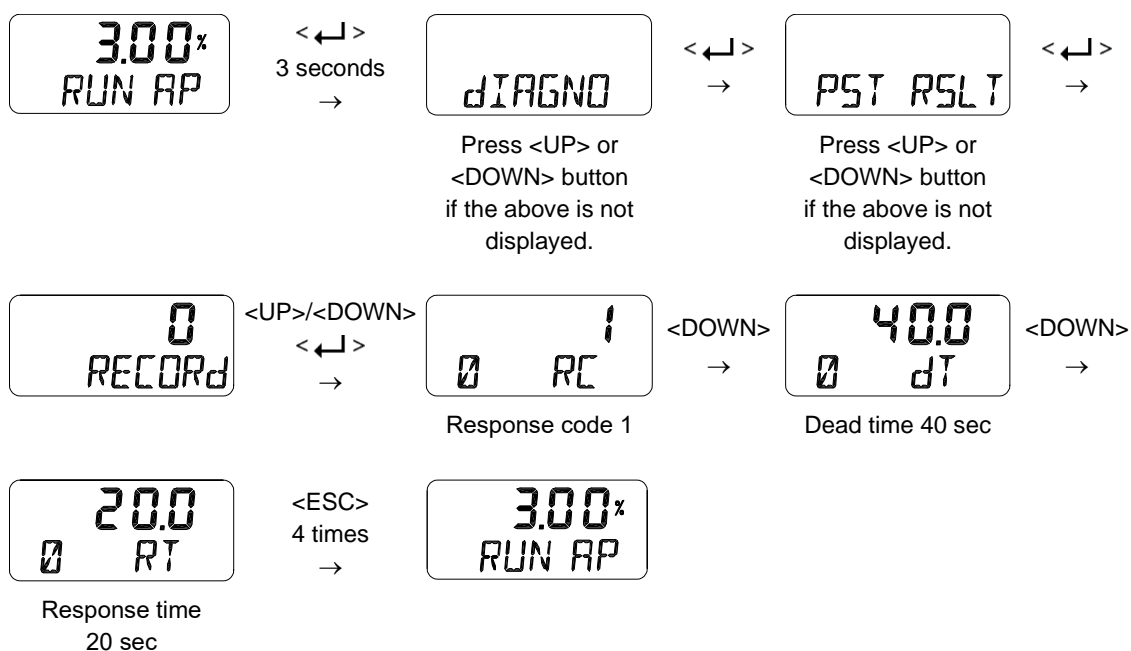 3.00%
RUN AP
< ↵ >
3 seconds
→
dIAGNO
Press <UP> or
<DOWN> button
if the above is not
displayed.
< ↵ >
→
PST RSLT
Press <UP> or
<DOWN> button
if the above is not
displayed.
< ↵ >
→
0
RECORd
<UP>/<DOWN>
< ↵ >
→
1
0 RC
Response code 1
<DOWN>
→
40.0
0 dT
Dead time 40 sec
<DOWN>
→
20.0
0 RT
Response time
20 sec
<ESC>
4 times
→
3.00%
RUN AP